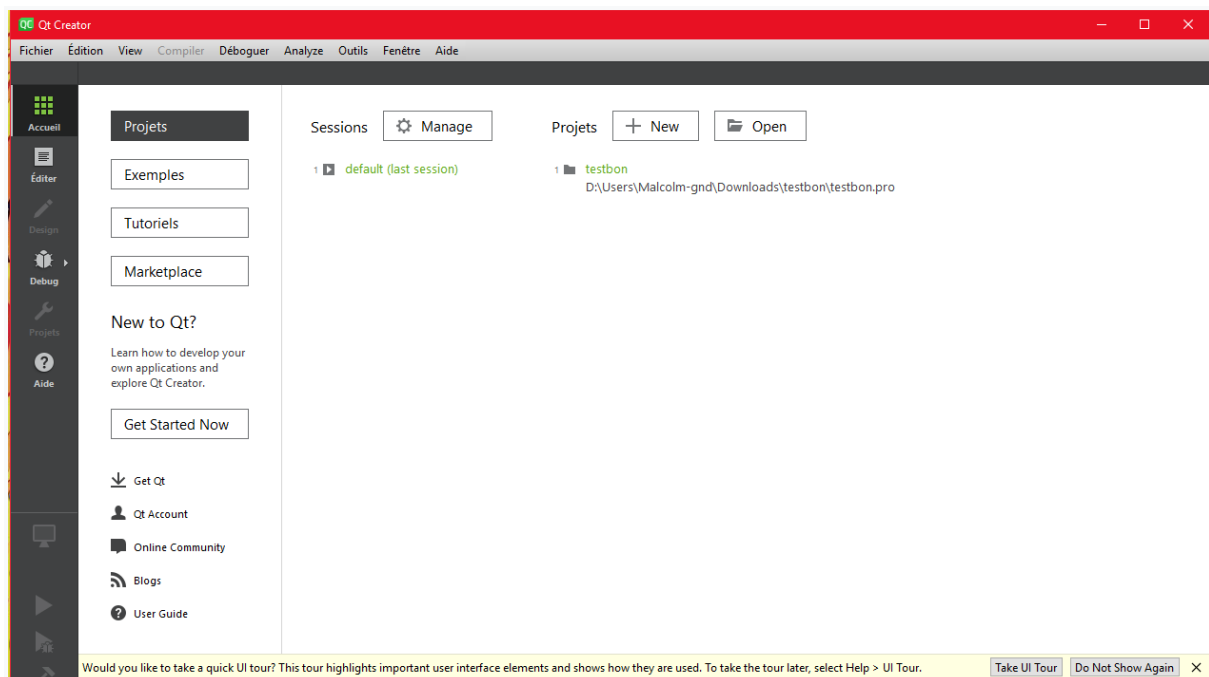 QC Qt Creator
Fichier Édition View Compiler Déboguer Analyze Outils Fenêtre Aide
Accueil
Éditer
Design
Debug
Projets
Aide
Projets
Exemples
Tutoriels
Marketplace
New to Qt?
Learn how to develop your
own applications and
explore Qt Creator.
Get Started Now
Get Qt
Qt Account
Online Community
Blogs
User Guide
Sessions Manage
1 default (last session)
Projets New Open
1 testbon
D:\Users\Malcolm-gnd\Downloads\testbon\testbon.pro
Would you like to take a quick UI tour? This tour highlights important user interface elements and shows how they are used. To take the tour later, select Help > UI Tour. Take UI Tour Do Not Show Again